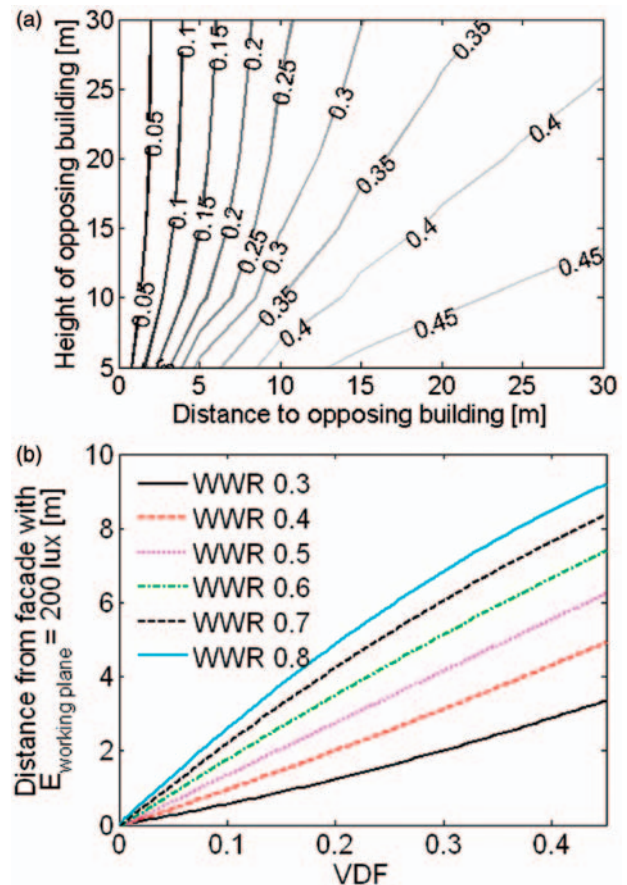 (a)
30
25
20
15
10
5
Height of opposing building [m]
0.05
0.1
0.15
0.2
0.25
0.3
0.35
0.4
0.45
0.05
0.1
0.15
0.2
0.25
0.3
0.35
0.4
0.45
0 5 10 15 20 25 30
Distance to opposing building [m]
(b)
10
8
6
4
2
0
Distance from facade with
E working plane = 200 lux [m]
WWR 0.3
WWR 0.4
WWR 0.5
WWR 0.6
WWR 0.7
WWR 0.8
0 0.1 0.2 0.3 0.4
VDF